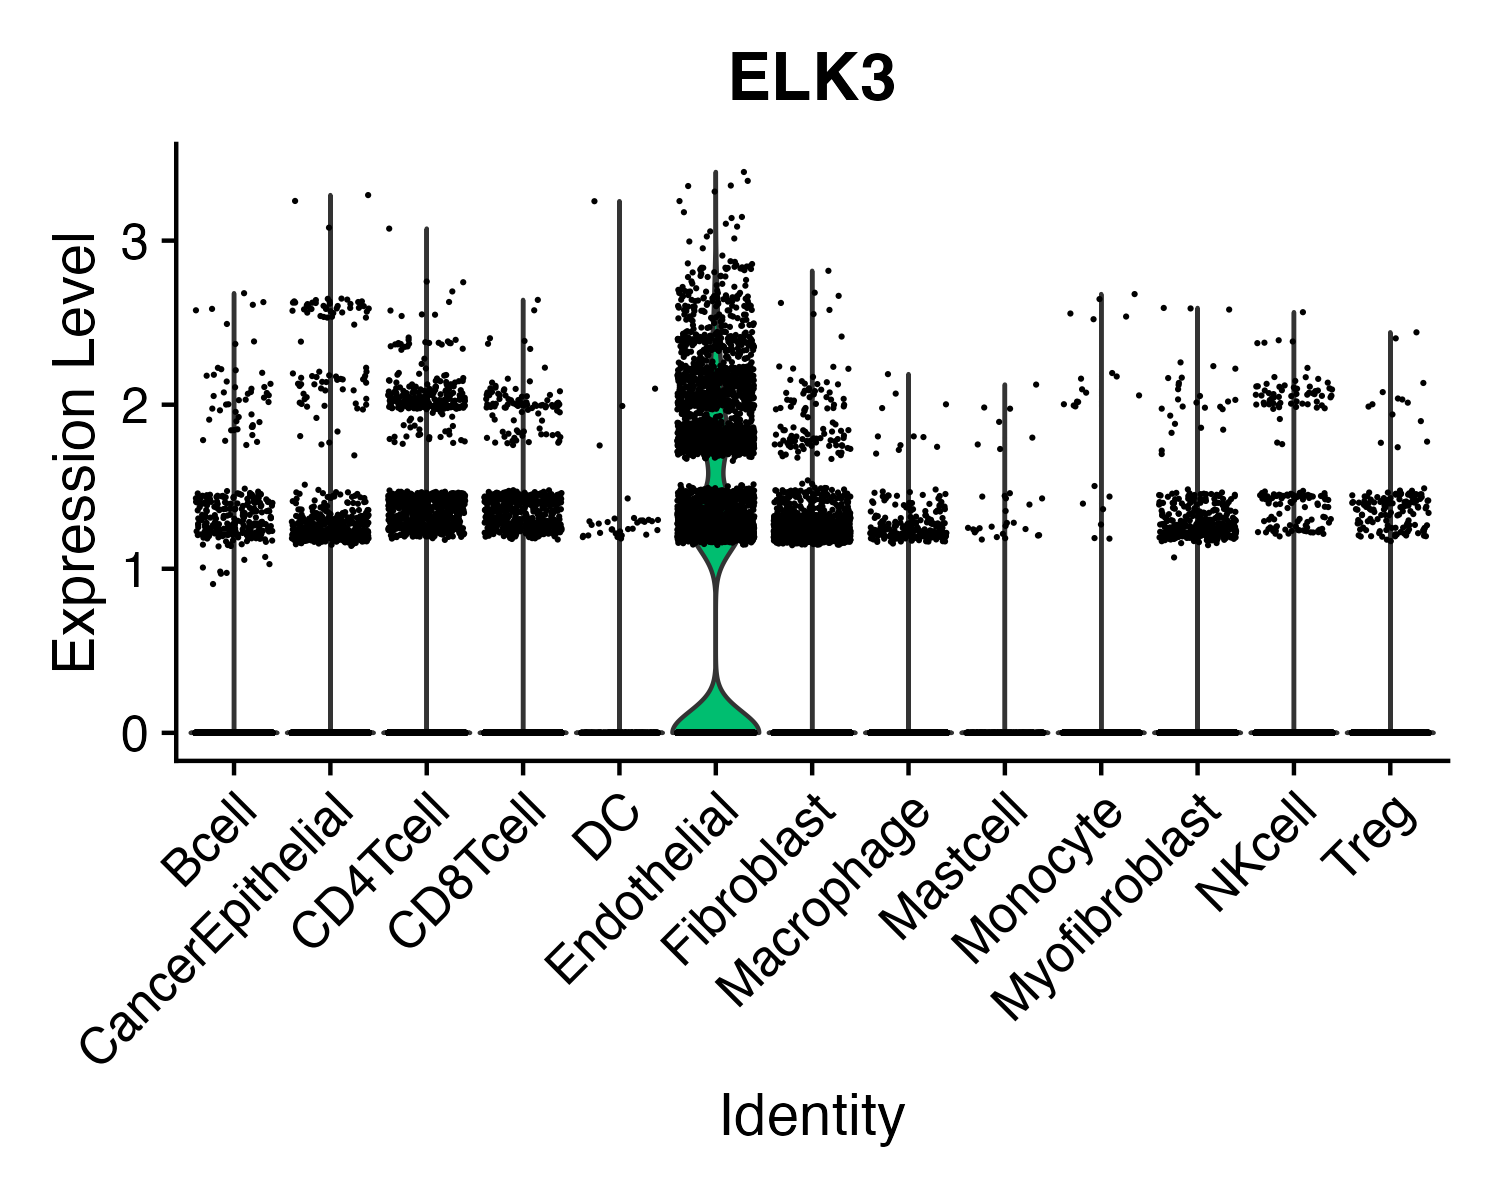 ELK3
Expression Level
3
2
1
0
Bcell
CancerEpithelial
CD4Tcell
CD8Tcell
DC
Endothelial
Fibroblast
Macrophage
Mastcell
Monocyte
Myofibroblast
NKcell
Treg
Identity